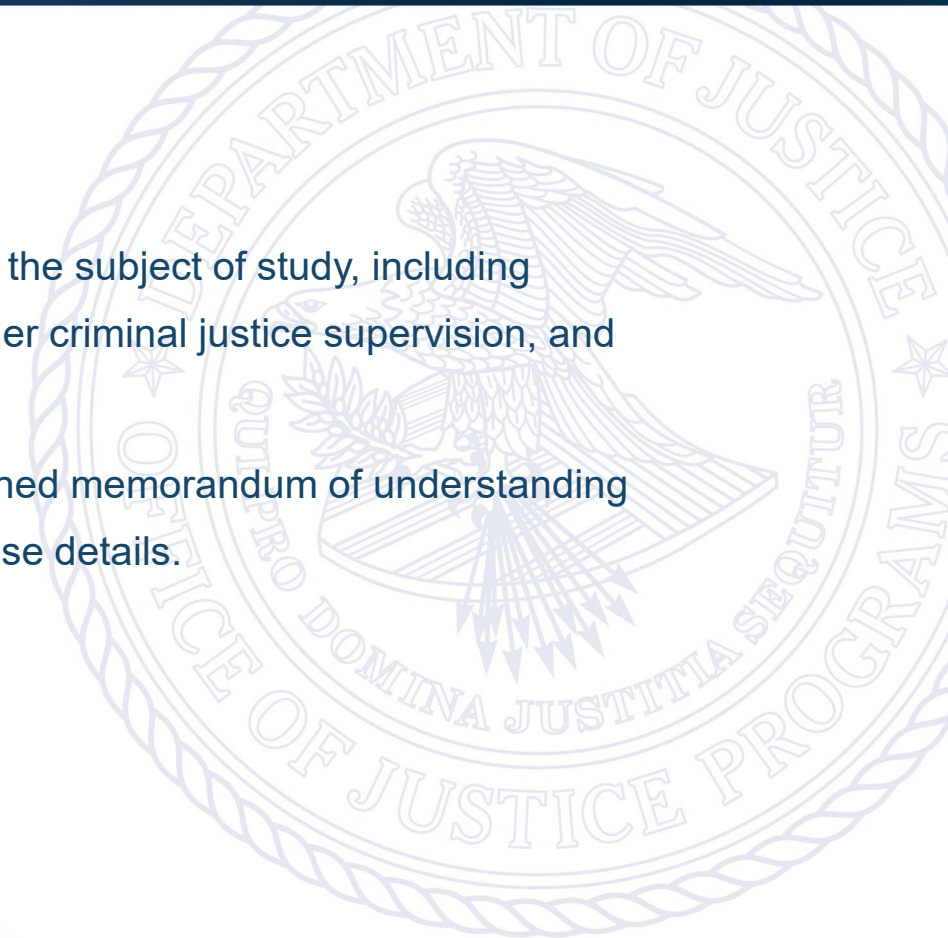 the subject of study, including
er criminal justice supervision, and
ned memorandum of understanding
se details.
DEPARTMENT OF JUSTICE
OFFICE OF JUSTICE PROGRAMS
QUI PRO DOMINA JUSTITIA SEQUITUR